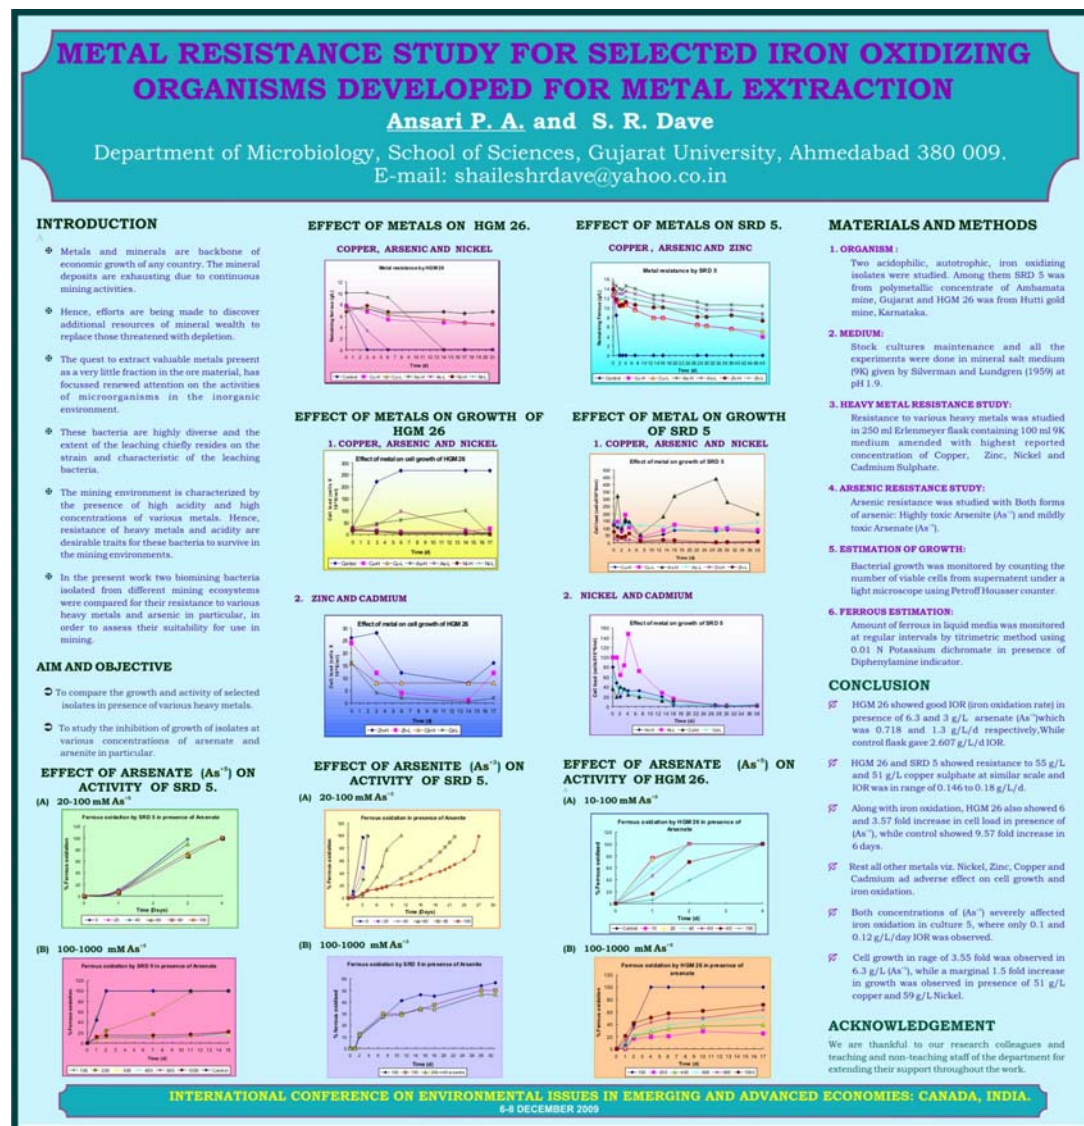 METAL RESISTANCE STUDY FOR SELECTED IRON OXIDIZING
ORGANISMS DEVELOPED FOR METAL EXTRACTION
Ansari P. A. and S. R. Dave
Department of Microbiology, School of Sciences, Gujarat University, Ahmedabad 380 009.
E-mail: shaileshrdave@yahoo.co.in
INTRODUCTION
Metals and minerals are backbone of
economic growth of any country. The mineral
deposits are exhausting due to continuous
mining activities.
Hence, efforts are being made to discover
additional resources of mineral wealth to
replace those threatened with depletion.
The quest to extract valuable metals present
as a very little fraction in the ore material, has
focussed renewed attention on the activities
of microorganisms in the inorganic
environment.
These bacteria are highly diverse and the
extent of the leaching chiefly resides on the
strain and characteristic of the leaching
bacteria.
The mining environment is characterized by
the presence of high acidity and high
concentrations of various metals. Hence,
resistance of heavy metals and acidity are
desirable traits for these bacteria to survive in
the mining environments.
In the present work two biomining bacteria
isolated from different mining ecosystems
were compared for their resistance to various
heavy metals and arsenic in particular, in
order to assess their suitability for use in
mining.
AIM AND OBJECTIVE
To compare the growth and activity of selected
isolates in presence of various heavy metals.
To study the inhibition of growth of isolates at
various concentrations of arsenate and
arsenite in particular.
EFFECT OF ARSENATE (As+5) ON
ACTIVITY OF SRD 5.
(A) 20-100 mM As+5
Ferrous oxidation by SRD 5 in presence of Arsenate
% Ferrous oxidation
Time (Days)
(B) 100-1000 mM As+5
Ferrous oxidation by SRD 5 in presence of Arsenate
% Ferrous oxidation
Time (d)
EFFECT OF METALS ON HGM 26.
COPPER, ARSENIC AND NICKEL
Metal resistance by HGM 26
Remaining ferrous (g/L)
Time (d)
EFFECT OF METALS ON GROWTH OF
HGM 26
1. COPPER, ARSENIC AND NICKEL
Effect of metal on cell growth of HGM 26
Time (d)
2. ZINC AND CADMIUM
Effect of metal on cell growth of HGM 26
Time (d)
EFFECT OF ARSENITE (As+3) ON
ACTIVITY OF SRD 5.
(A) 20-100 mM As+3
Ferrous oxidation in presence of Arsenite
% Ferrous oxidation
Time (Days)
(B) 100-1000 mM As+3
Ferrous oxidation by SRD 5 in presence of Arsenite
% Ferrous oxidised
Time (d)
EFFECT OF METALS ON SRD 5.
COPPER , ARSENIC AND ZINC
Metal resistance by SRD 5
Remaining Ferrous (g/L)
Time (d)
EFFECT OF METAL ON GROWTH
OF SRD 5
1. COPPER, ARSENIC AND NICKEL
Effect of metal on growth of SRD 5
Time (d)
2. NICKEL AND CADMIUM
Effect of metal on growth of SRD 5
Time (d)
EFFECT OF ARSENATE (As+5) ON
ACTIVITY OF HGM 26.
(A) 10-100 mM As+5
Ferrous oxidation by HGM 26 in presence of
Arsenate
% Ferrous oxidised
Time (d)
(B) 100-1000 mM As+5
Ferrous oxidation by HGM 26 in presence of
arsenate
% Ferrous oxidised
Time (d)
MATERIALS AND METHODS
1. ORGANISM :
Two acidophilic, autotrophic, iron oxidizing
isolates were studied. Among them SRD 5 was
from polymetallic concentrate of Ambamata
mine, Gujarat and HGM 26 was from Hutti gold
mine, Karnataka.
2. MEDIUM:
Stock cultures maintenance and all the
experiments were done in mineral salt medium
(9K) given by Silverman and Lundgren (1959) at
pH 1.9.
3. HEAVY METAL RESISTANCE STUDY:
Resistance to various heavy metals was studied
in 250 ml Erlenmeyer flask containing 100 ml 9K
medium amended with highest reported
concentration of Copper, Zinc, Nickel and
Cadmium Sulphate.
4. ARSENIC RESISTANCE STUDY:
Arsenic resistance was studied with Both forms
of arsenic: Highly toxic Arsenite (As+3) and mildly
toxic Arsenate (As+5).
5. ESTIMATION OF GROWTH:
Bacterial growth was monitored by counting the
number of viable cells from supernatent under a
light microscope using Petroff Housser counter.
6. FERROUS ESTIMATION:
Amount of ferrous in liquid media was monitored
at regular intervals by titrimetric method using
0.01 N Potassium dichromate in presence of
Diphenylamine indicator.
CONCLUSION
HGM 26 showed good IOR (iron oxidation rate) in
presence of 6.3 and 3 g/L arsenate (As+5)which
was 0.718 and 1.3 g/L/d respectively,While
control flask gave 2.607 g/L/d IOR.
HGM 26 and SRD 5 showed resistance to 55 g/L
and 51 g/L copper sulphate at similar scale and
IOR was in range of 0.146 to 0.18 g/L/d.
Along with iron oxidation, HGM 26 also showed 6
and 3.57 fold increase in cell load in presence of
(As+5), while control showed 9.57 fold increase in
6 days.
Rest all other metals viz. Nickel, Zinc, Copper and
Cadmium ad adverse effect on cell growth and
iron oxidation.
Both concentrations of (As+5) severely affected
iron oxidation in culture 5, where only 0.1 and
0.12 g/L/day IOR was observed.
Cell growth in rage of 3.55 fold was observed in
6.3 g/L (As+5), while a marginal 1.5 fold increase
in growth was observed in presence of 51 g/L
copper and 59 g/L Nickel.
ACKNOWLEDGEMENT
We are thankful to our research colleagues and
teaching and non-teaching staff of the department for
extending their support throughout the work.
INTERNATIONAL CONFERENCE ON ENVIRONMENTAL ISSUES IN EMERGING AND ADVANCED ECONOMIES: CANADA, INDIA.
6-8 DECEMBER 2009